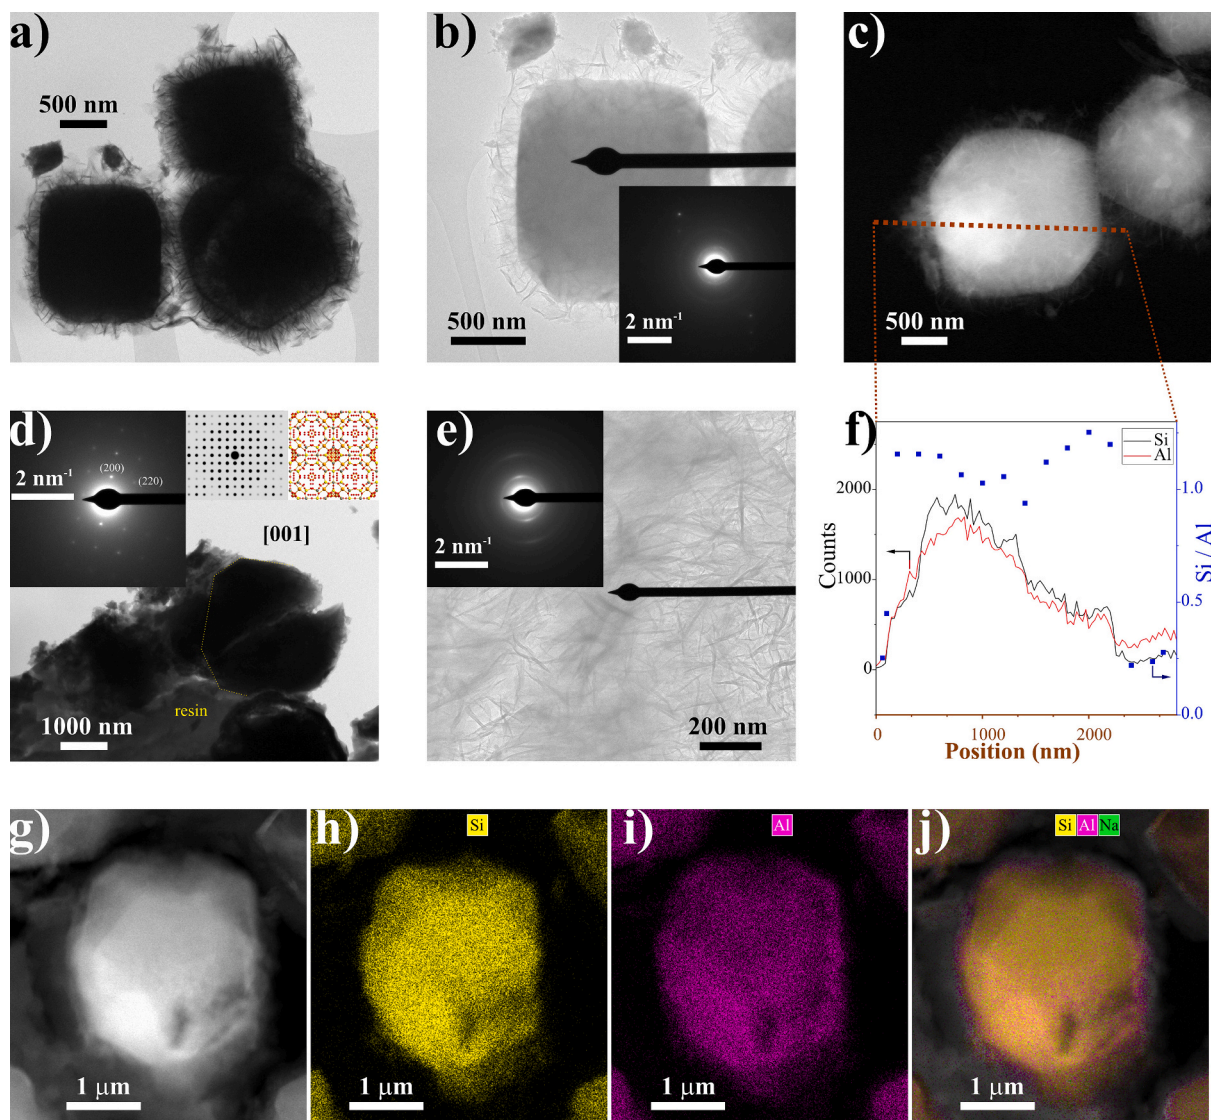 a)
500 nm
b)
500 nm
2 nm⁻¹
c)
500 nm
d)
2 nm⁻¹
(200)
(220)
[001]
resin
1000 nm
e)
2 nm⁻¹
200 nm
f)
Si
Al
2000
1000
0
Counts
1.0
0.5
0.0
Si / Al
0
1000
2000
Position (nm)
g)
1 μm
h)
Si
1 μm
i)
Al
1 μm
j)
Si Al Na
1 μm